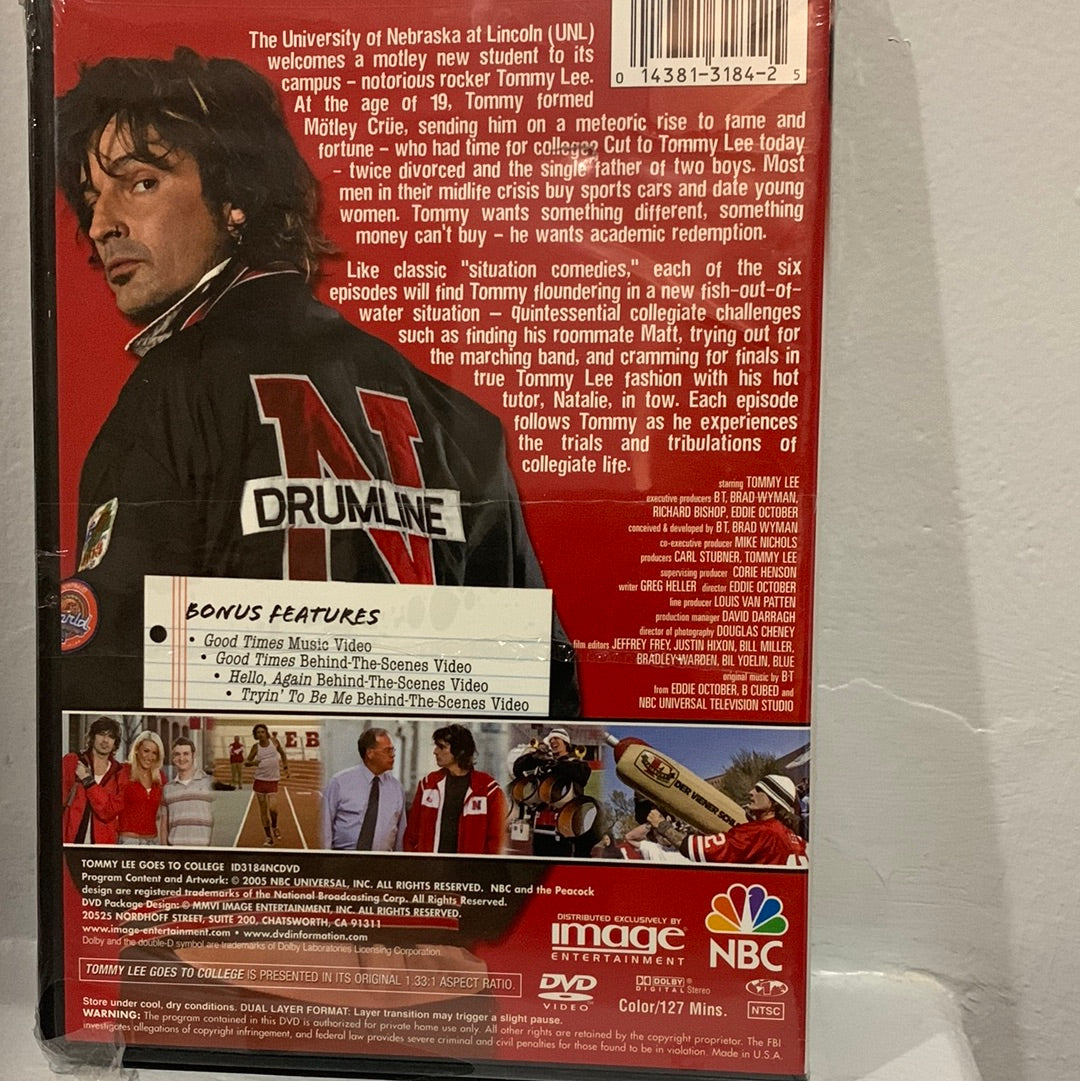 The University of Nebraska at Lincoln (UNL)
welcomes a motley new student to its
campus – notorious rocker Tommy Lee.
At the age of 19, Tommy formed
Mötley Crüe, sending him on a meteoric rise to fame and
fortune – who had time for college? Cut to Tommy Lee today
– twice divorced and the single father of two boys. Most
men in their midlife crisis buy sports cars and date young
women. Tommy wants something different, something
money can't buy – he wants academic redemption.
0 14381-3184-2 5
Like classic "situation comedies," each of the six
episodes will find Tommy floundering in a new fish-out-of-
water situation – quintessential collegiate challenges
such as finding his roommate Matt, trying out for
the marching band, and cramming for finals in
true Tommy Lee fashion with his hot
tutor, Natalie, in tow. Each episode
follows Tommy as he experiences
the trials and tribulations of
collegiate life.
N
DRUMLINE
starring TOMMY LEE
executive producers BT, BRAD WYMAN,
RICHARD BISHOP, EDDIE OCTOBER
conceived & developed by BT, BRAD WYMAN
co-executive producer MIKE NICHOLS
producers CARL STUBNER, TOMMY LEE
supervising producer CORIE HENSON
writer GREG HELLER director EDDIE OCTOBER
line producer LOUIS VAN PATTEN
production manager DAVID DARRAGH
director of photography DOUGLAS CHENEY
film editors JEFFREY FREY, JUSTIN HIXON, BILL MILLER,
BRADLEY WARDEN, BIL YOELIN, BLUE
original music by B·T
from EDDIE OCTOBER, B CUBED and
NBC UNIVERSAL TELEVISION STUDIO
BONUS FEATURES
• Good Times Music Video
• Good Times Behind-The-Scenes Video
• Hello, Again Behind-The-Scenes Video
• Tryin' To Be Me Behind-The-Scenes Video
EB
N
DER VIENER SCHL
2
TOMMY LEE GOES TO COLLEGE ID3184NCDVD
Program Content and Artwork: © 2005 NBC UNIVERSAL, INC. ALL RIGHTS RESERVED. NBC and the Peacock
design are registered trademarks of the National Broadcasting Corp. All Rights Reserved.
DVD Package Design: © MMVI IMAGE ENTERTAINMENT, INC. ALL RIGHTS RESERVED.
20525 NORDHOFF STREET, SUITE 200, CHATSWORTH, CA 91311
www.image-entertainment.com • www.dvdinformation.com
Dolby and the double-D symbol are trademarks of Dolby Laboratories Licensing Corporation.
DISTRIBUTED EXCLUSIVELY BY
image
ENTERTAINMENT
NBC
TOMMY LEE GOES TO COLLEGE IS PRESENTED IN ITS ORIGINAL 1.33:1 ASPECT RATIO.
DVD
VIDEO
DOLBY
DIGITAL Stereo
Color/127 Mins.
NTSC
Store under cool, dry conditions. DUAL LAYER FORMAT: Layer transition may trigger a slight pause.
WARNING: The program contained in this DVD is authorized for private home use only. All other rights are retained by the copyright proprietor. The FBI
investigates allegations of copyright infringement, and federal law provides severe criminal and civil penalties for those found to be in violation. Made in U.S.A.